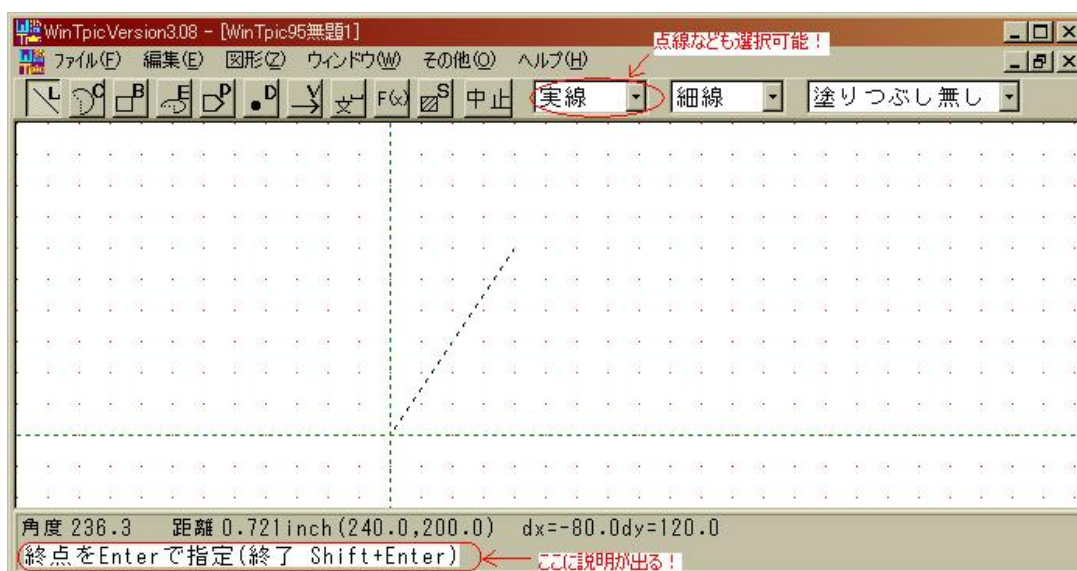 WinTpicVersion3.08 - [WinTpic95無題1]
点線なども選択可能！
ファイル(F) 編集(E) 図形(Z) ウィンドウ(W) その他(O) ヘルプ(H)
L C B E P D V F(x) S 中止 実線 細線 塗りつぶし無し
角度 236.3 距離 0.721inch(240.0,200.0) dx=-80.0dy=120.0
終点をEnterで指定(終了 Shift+Enter) ここに説明が出る！